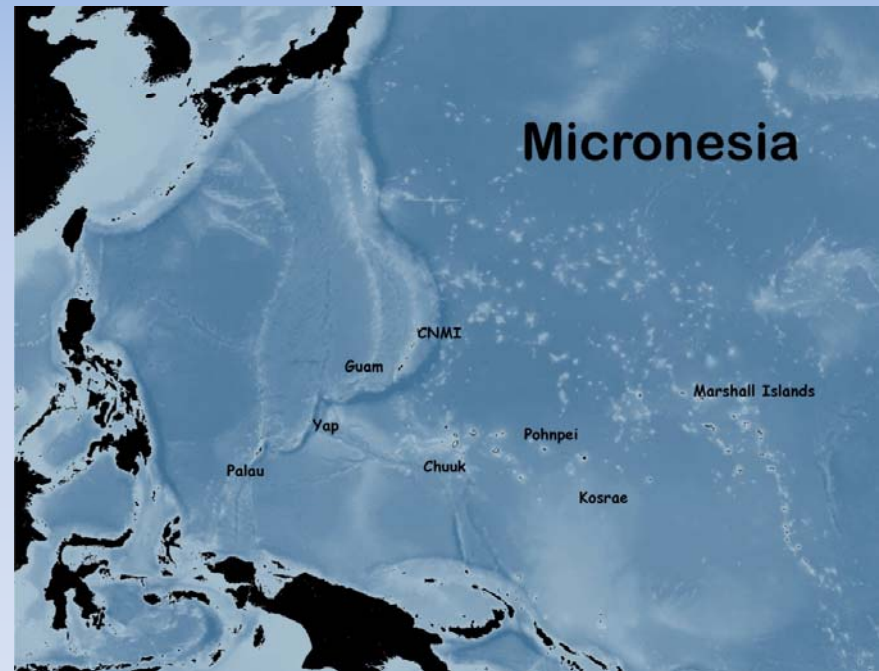 Micronesia
CNMI
Guam
Marshall Islands
Yap
Pohnpei
Palau
Chuuk
Kosrae